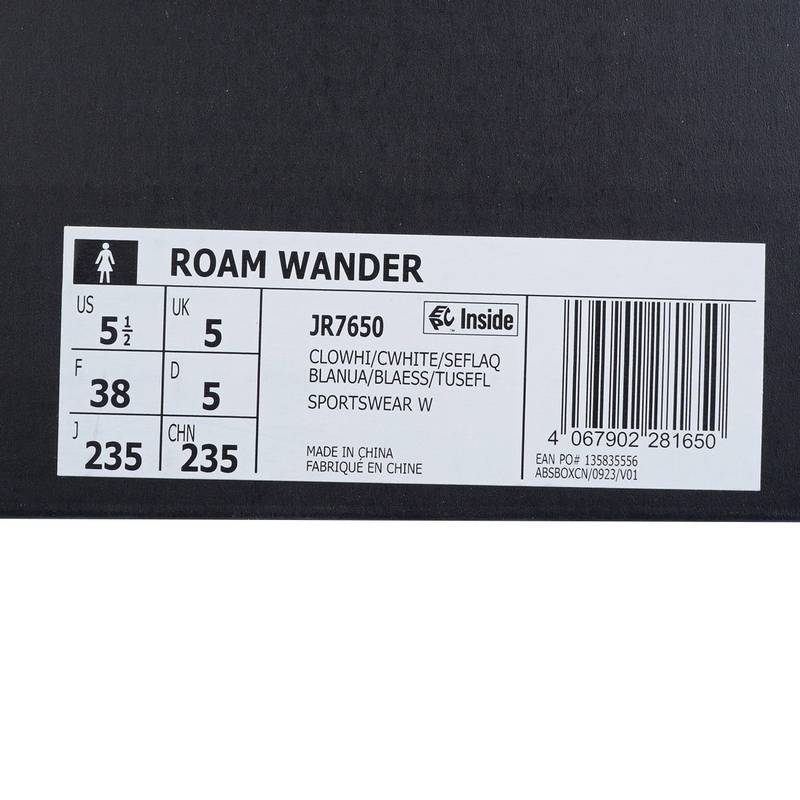 ROAM WANDER
US
5 1/2
UK
5
F
38
D
5
J
235
CHN
235
JR7650
Inside
CLOWHI/CWHITE/SEFLAQ
BLANUA/BLAESS/TUSEFL
SPORTSWEAR W
MADE IN CHINA
FABRIQUÉ EN CHINE
4 067902 281650
EAN PO# 135835556
ABSBOXCN/0923/V01